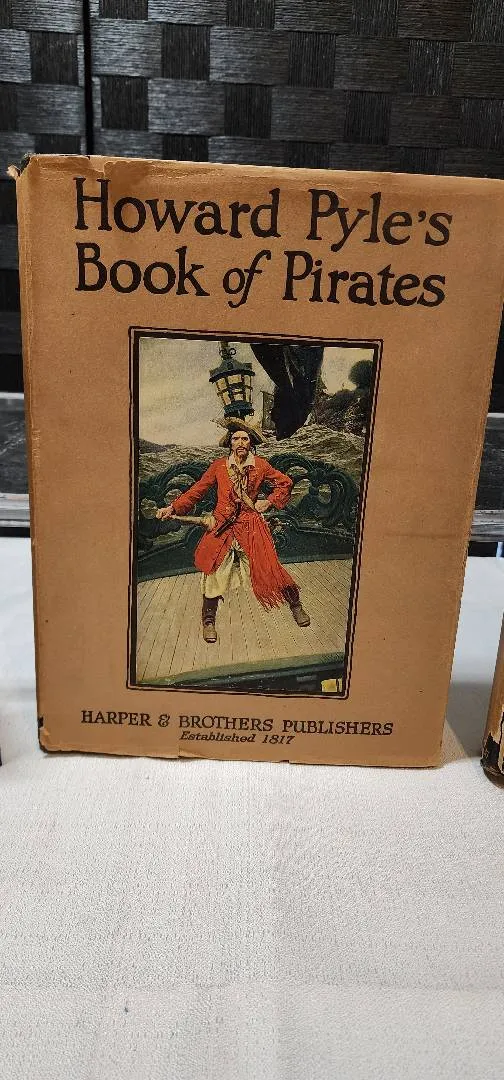 Howard Pyle's
Book of Pirates
HARPER & BROTHERS PUBLISHERS
Established 1817